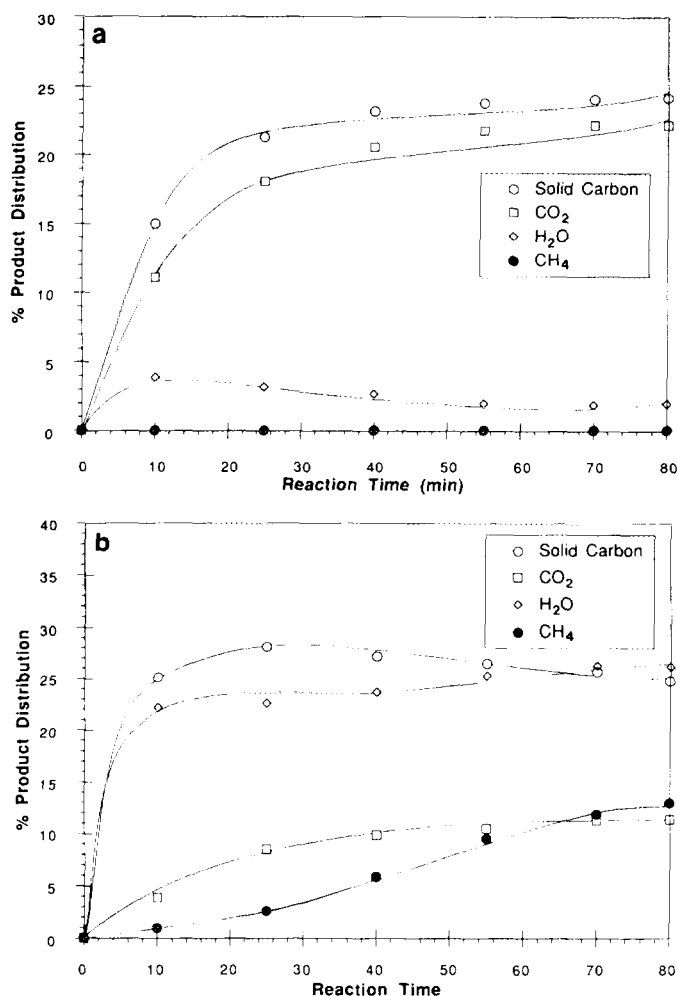 a
30
25
20
15
10
5
0
% Product Distribution
Solid Carbon
CO₂
H₂O
CH₄
0 10 20 30 40 50 60 70 80
Reaction Time (min)
b
40
35
30
25
20
15
10
5
0
% Product Distribution
Solid Carbon
CO₂
H₂O
CH₄
0 10 20 30 40 50 60 70 80
Reaction Time